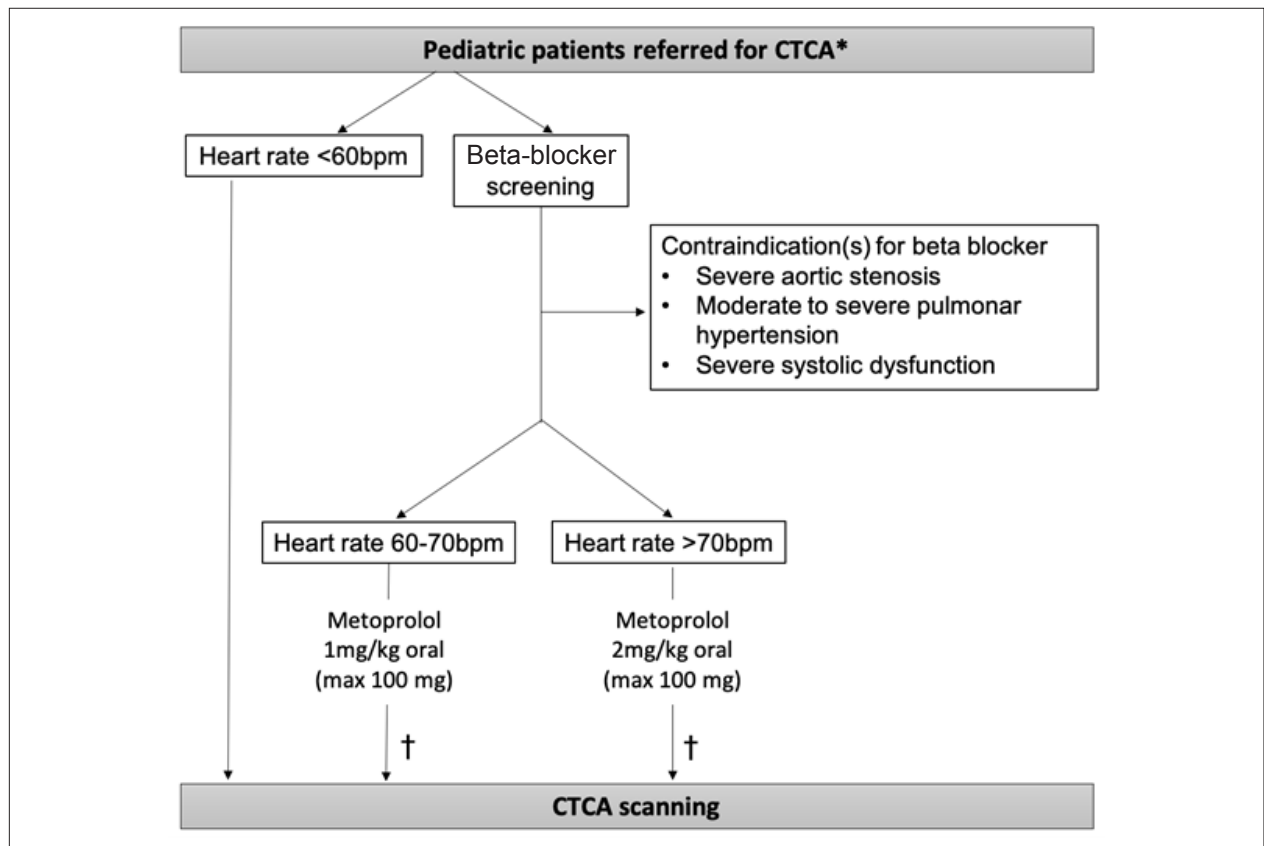 Pediatric patients referred for CTCA*
Heart rate <60bpm
Beta-blocker
screening
Contraindication(s) for beta blocker
• Severe aortic stenosis
• Moderate to severe pulmonar
hypertension
• Severe systolic dysfunction
Heart rate 60-70bpm
Heart rate >70bpm
Metoprolol
1mg/kg oral
(max 100 mg)
Metoprolol
2mg/kg oral
(max 100 mg)
†
†
CTCA scanning